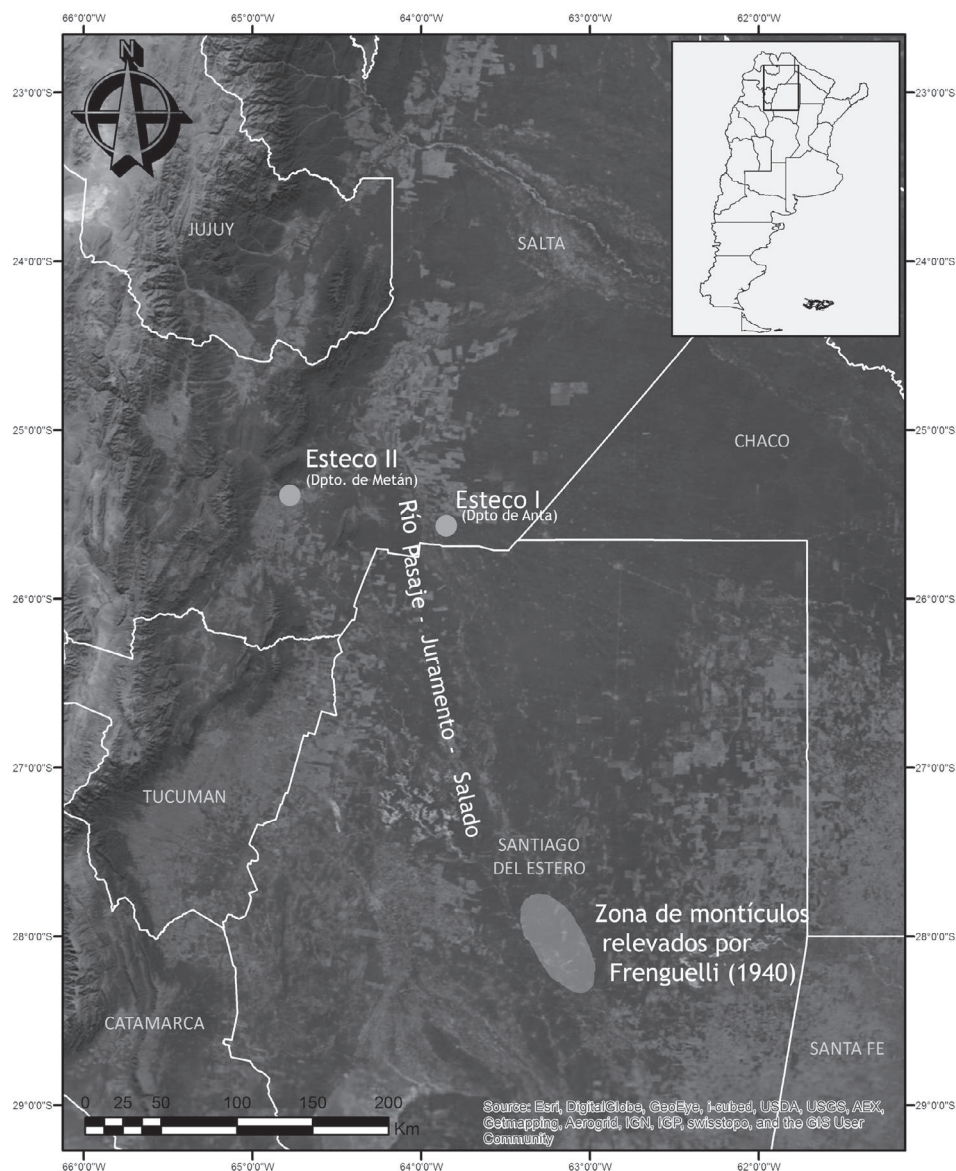 66°0'0"W 65°0'0"W 64°0'0"W 63°0'0"W 62°0'0"W
N
23°0'0"S 23°0'0"S
JUJUY
SALTA
24°0'0"S 24°0'0"S
25°0'0"S 25°0'0"S
CHACO
Esteco II
(Dpto. de Metán)
Esteco I
(Dpto de Anta)
Río Pasaje - Juramento - Salado
26°0'0"S 26°0'0"S
27°0'0"S 27°0'0"S
TUCUMAN
SANTIAGO
DEL ESTERO
Zona de montículos
relevados por
Frenguelli (1940)
28°0'0"S 28°0'0"S
CATAMARCA
SANTA FE
29°0'0"S 29°0'0"S
0 25 50 100 150 200
Km
Source: Esri, DigitalGlobe, GeoEye, i-cubed, USDA, USGS, AEX,
Getmapping, Aerogrid, IGN, IGP, swisstopo, and the GIS User
Community
66°0'0"W 65°0'0"W 64°0'0"W 63°0'0"W 62°0'0"W